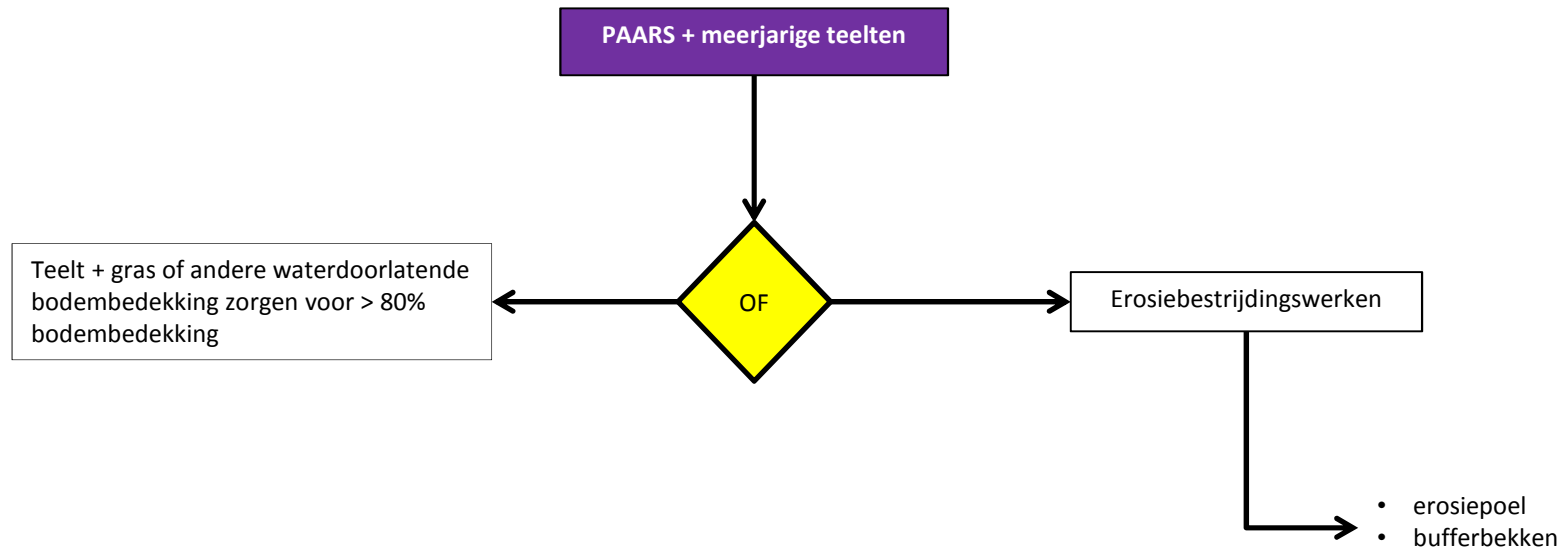 PAARS + meerjarige teelten
Teelt + gras of andere waterdoorlatende
bodembedekking zorgen voor > 80%
bodembedekking
OF
Erosiebestrijdingswerken
• erosiepoel
• bufferbekken